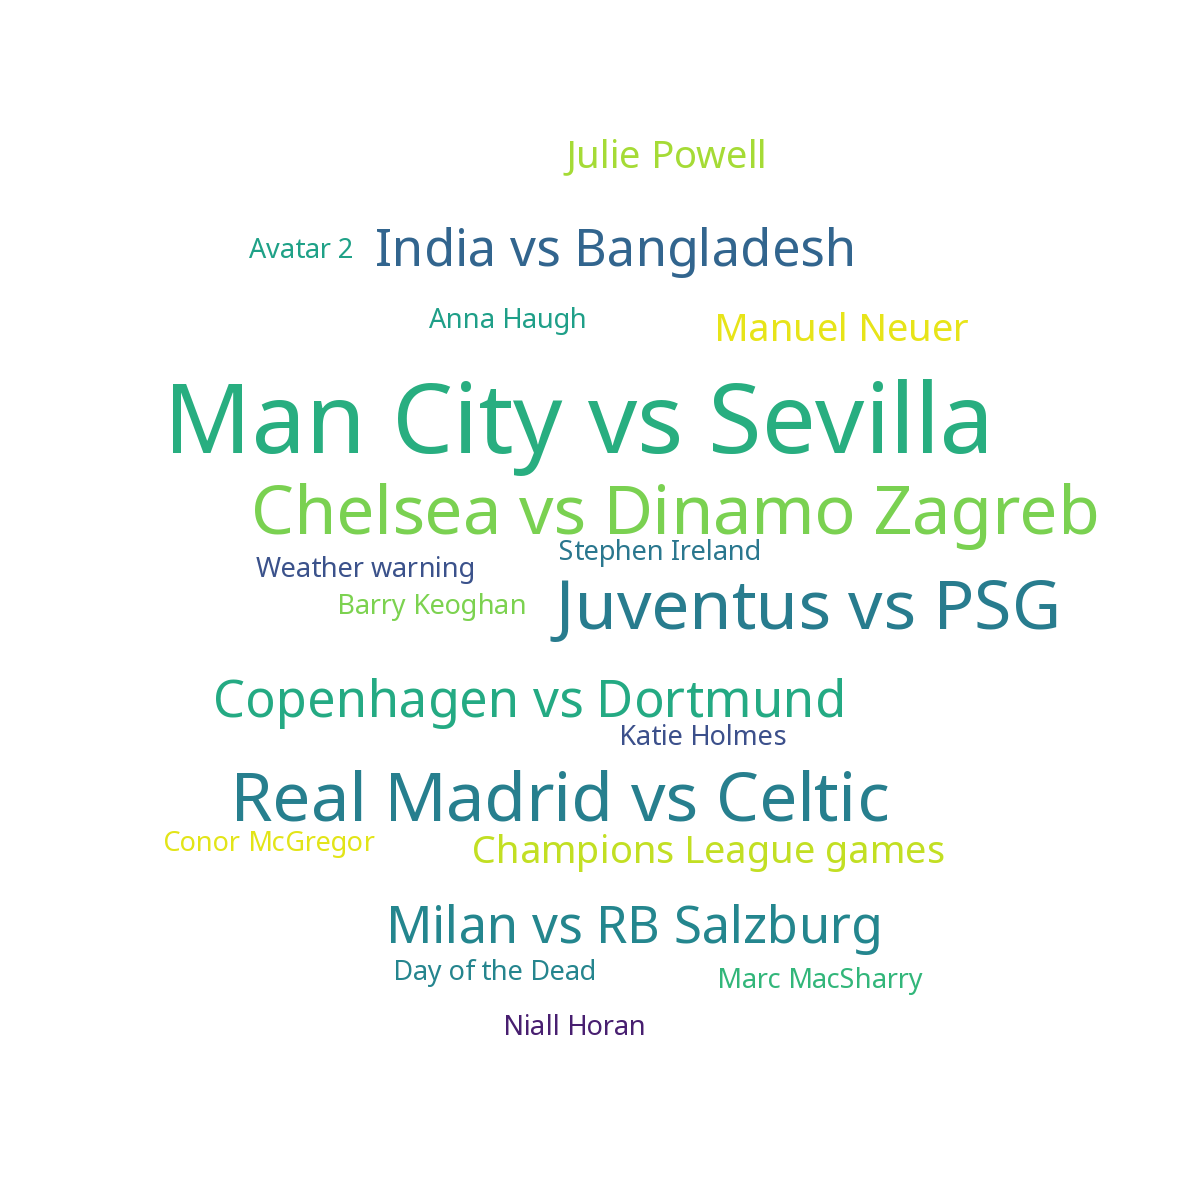 Julie Powell
Avatar 2
India vs Bangladesh
Anna Haugh
Manuel Neuer
Man City vs Sevilla
Chelsea vs Dinamo Zagreb
Stephen Ireland
Weather warning
Barry Keoghan
Juventus vs PSG
Copenhagen vs Dortmund
Katie Holmes
Real Madrid vs Celtic
Conor McGregor
Champions League games
Milan vs RB Salzburg
Day of the Dead
Marc MacSharry
Niall Horan